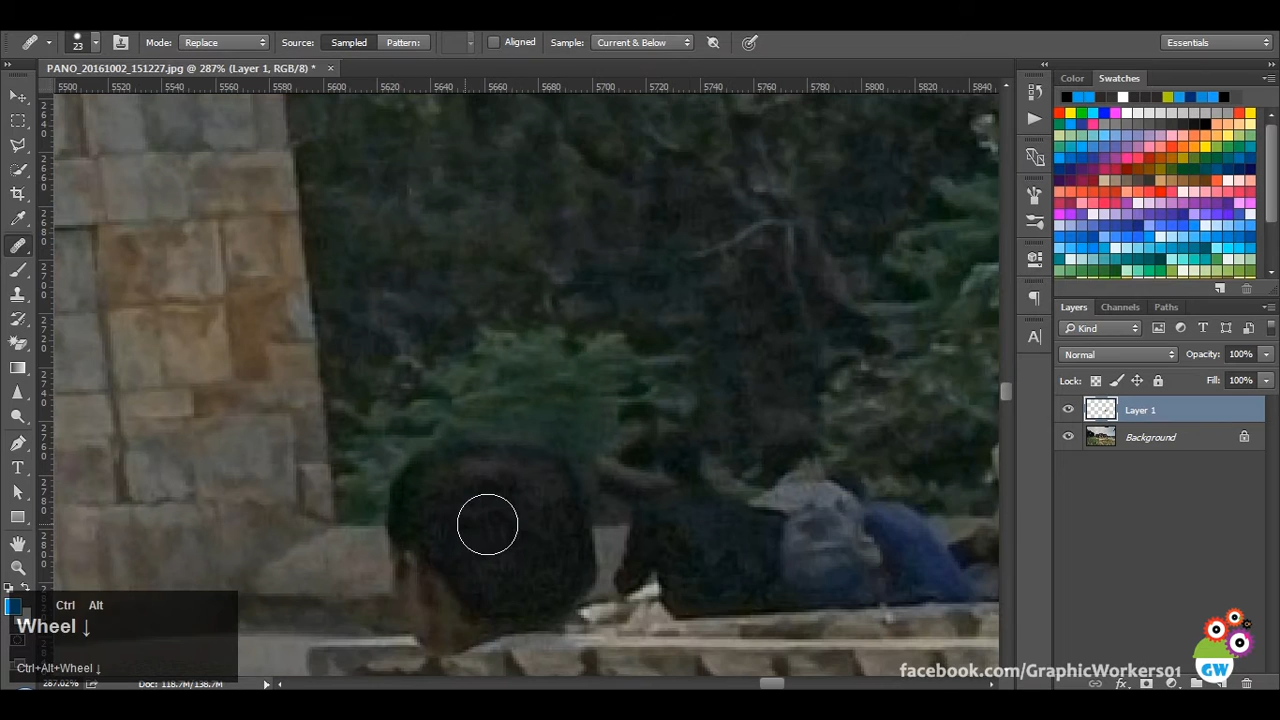 23 Mode: Replace Source: Sampled Pattern: Aligned Sample: Current & Below Essentials
PANO_20161002_151227.jpg @ 287% (Layer 1, RGB/8) * ×
Color Swatches
5500 5520 5540 5560 5580 5600 5620 5640 5660 5680 5700 5720 5740 5760 5780 5800 5820 5840
Layers Channels Paths
Kind
Normal Opacity: 100%
Lock: Fill: 100%
Layer 1
Background
Ctrl Alt
Wheel ↓
Ctrl+Alt+Wheel ↓
287.02% Doc: 118.7M/138.7M
GW
facebook.com/GraphicWorkers01